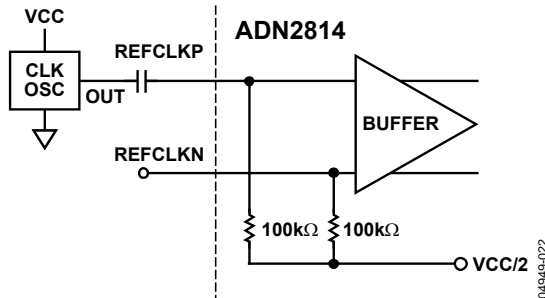 VCC
ADN2814
REFCLKP
CLK
OSC
OUT
BUFFER
REFCLKN
100kΩ
100kΩ
VCC/2
04949-022